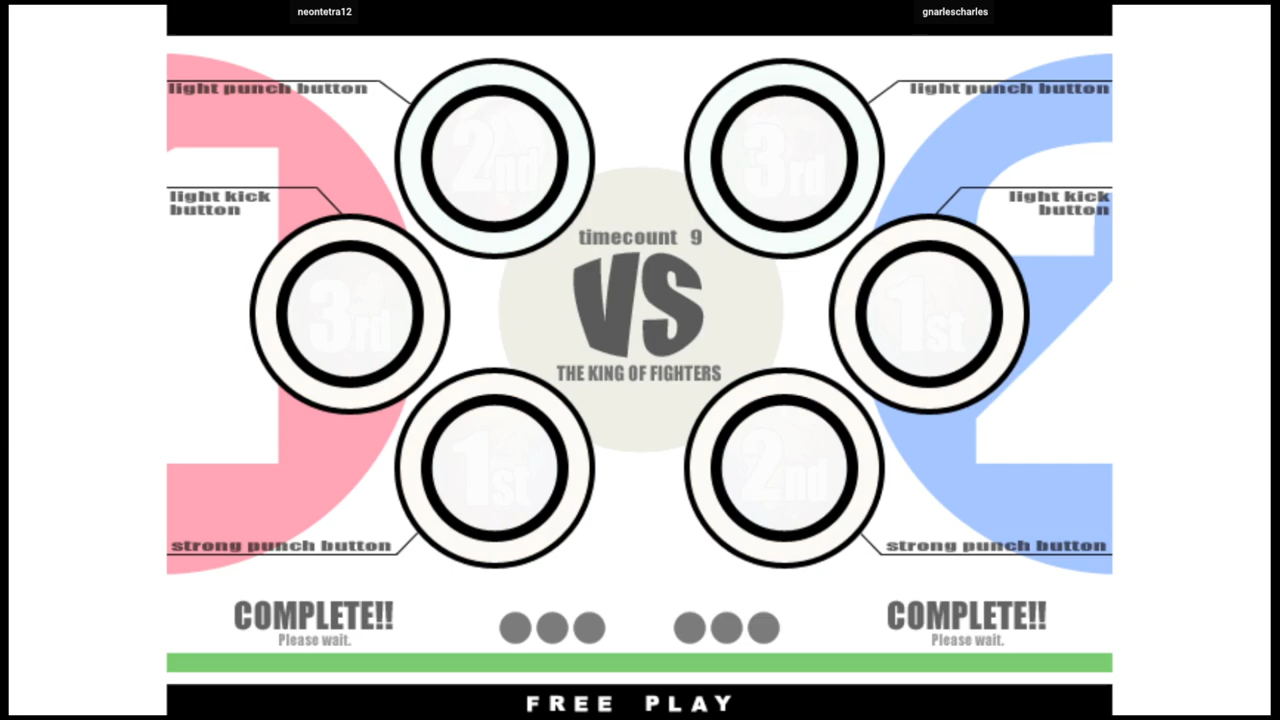 neontetra12
gnarlescharles
light punch button
light punch button
2nd
3rd
light kick
button
light kick
button
timecount 9
VS
THE KING OF FIGHTERS
3rd
1st
1st
2nd
strong punch button
strong punch button
COMPLETE!!
Please wait.
COMPLETE!!
Please wait.
FREE PLAY